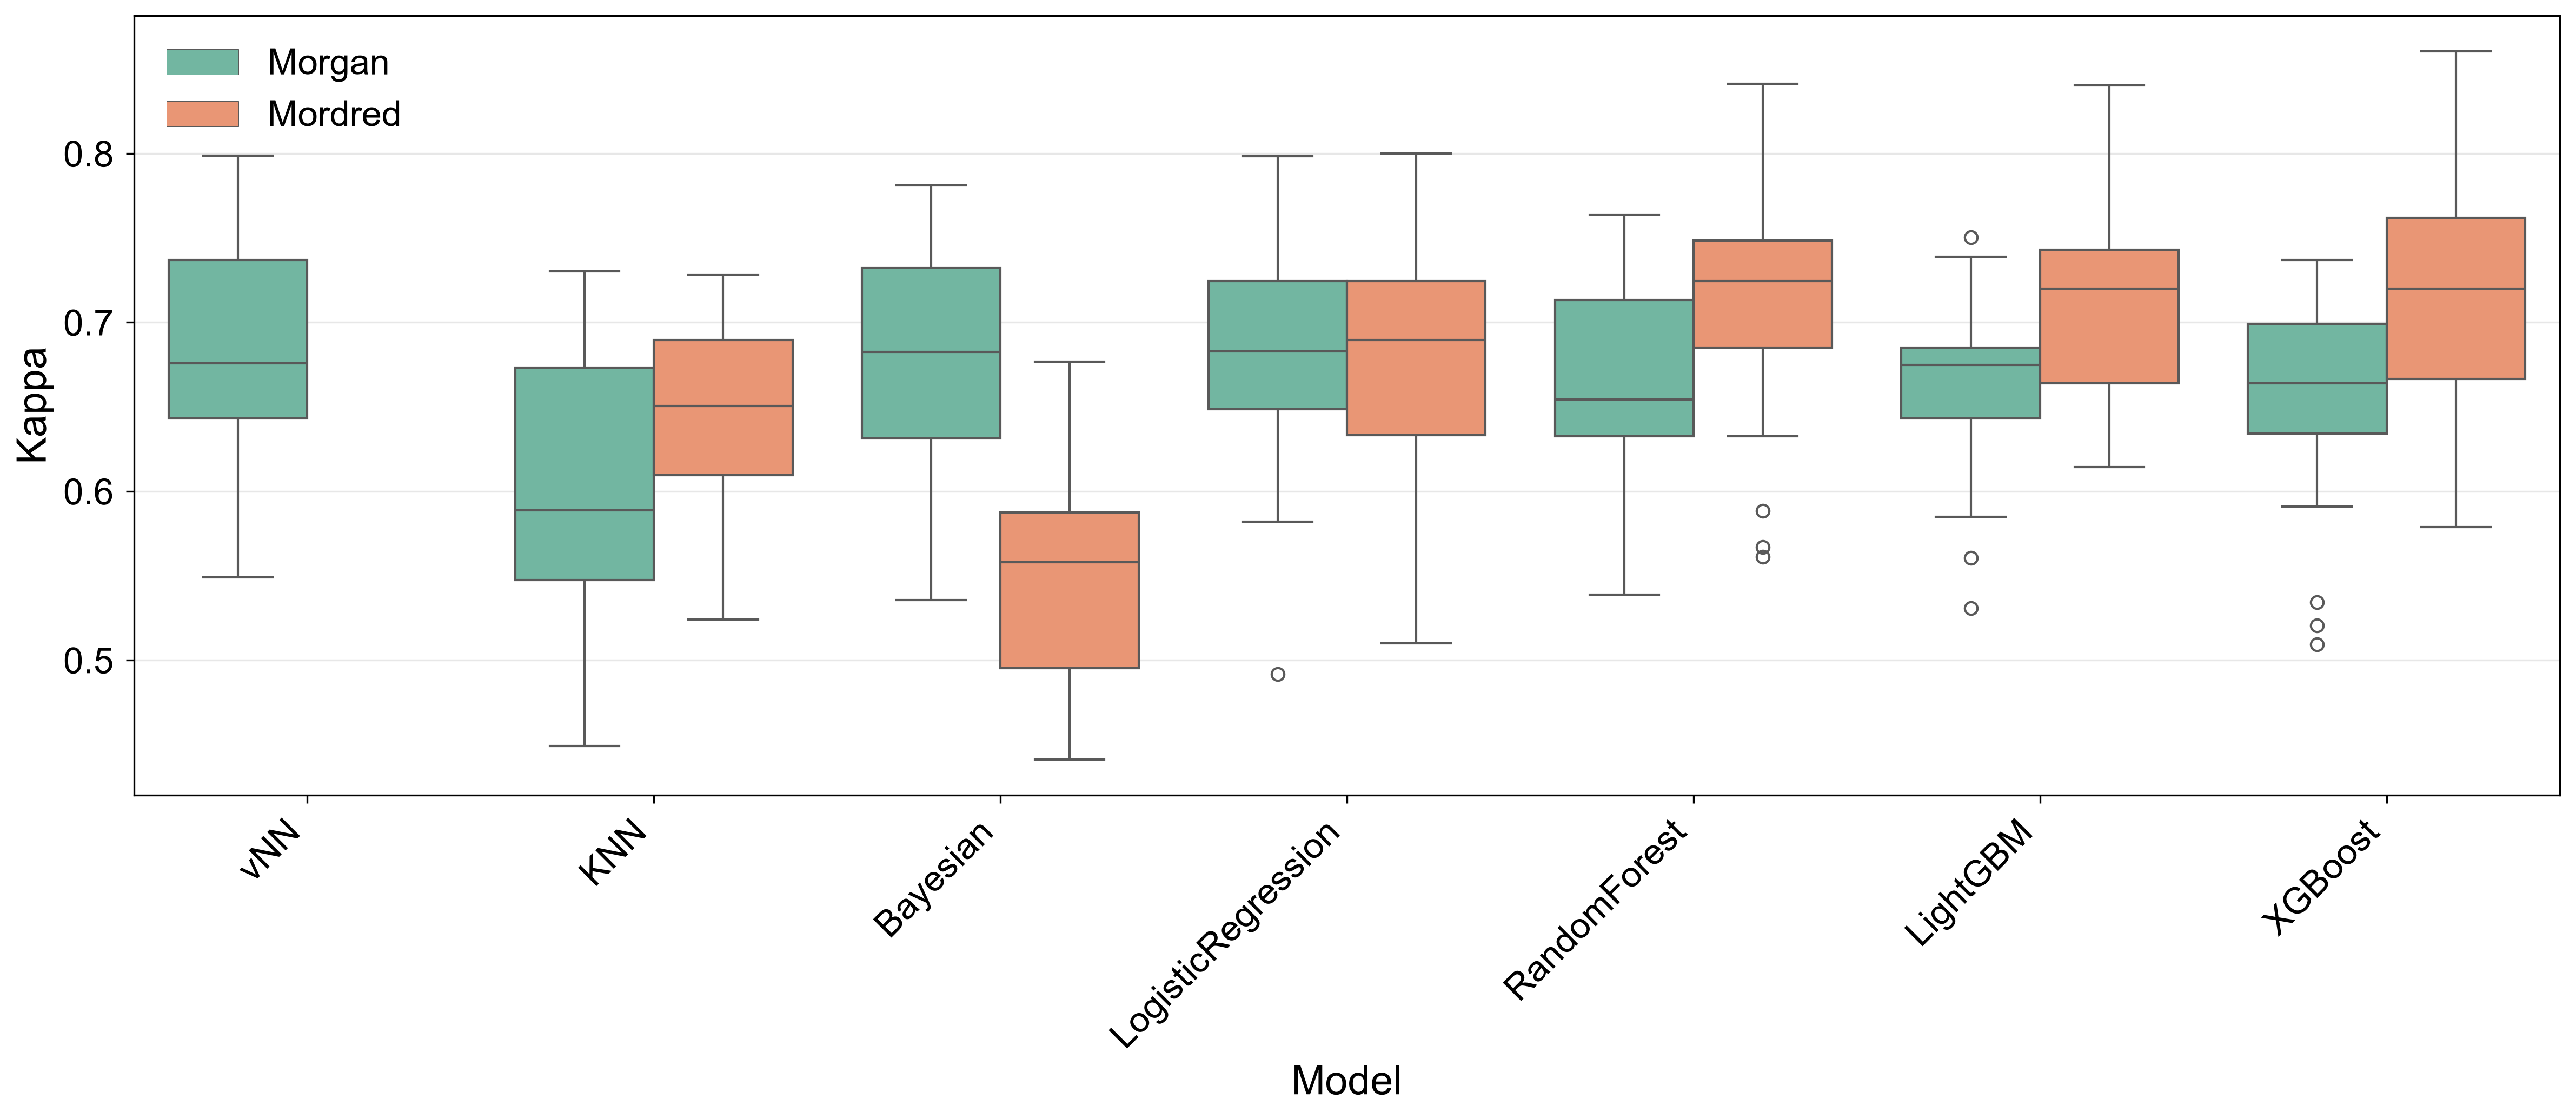 Morgan
Mordred
0.8
0.7
0.6
0.5
Kappa
vNN
KNN
Bayesian
LogisticRegression
RandomForest
LightGBM
XGBoost
Model